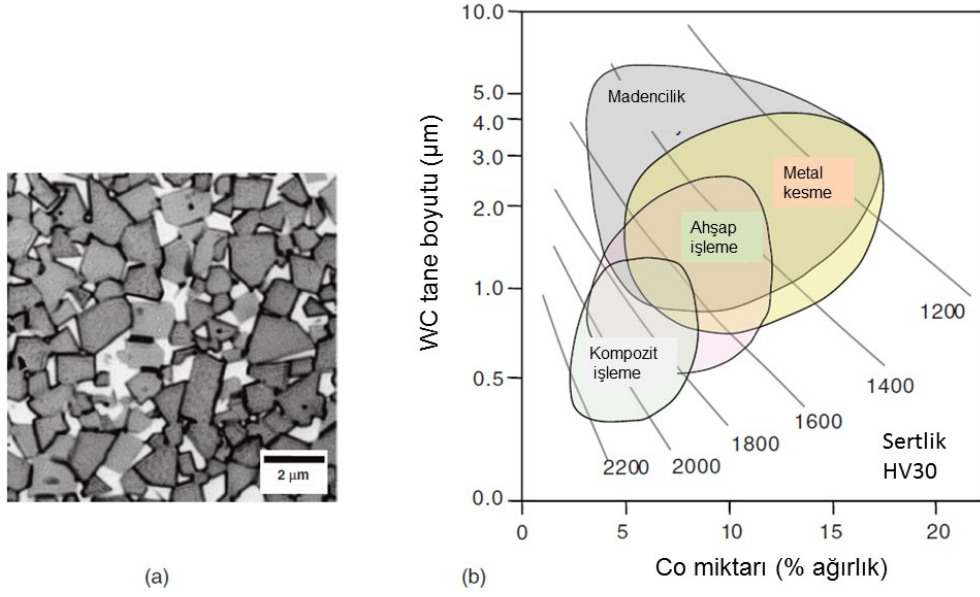 2 µm
(a)
(b)
WC tane boyutu (µm)
10.0
5.0
4.0
3.0
2.0
1.0
0.5
0.0
0
5
10
15
20
Co miktarı (% ağırlık)
Madencilik
Metal
kesme
Ahşap
işleme
Kompozit
işleme
1200
1400
1600
1800
2000
2200
Sertlik
HV30